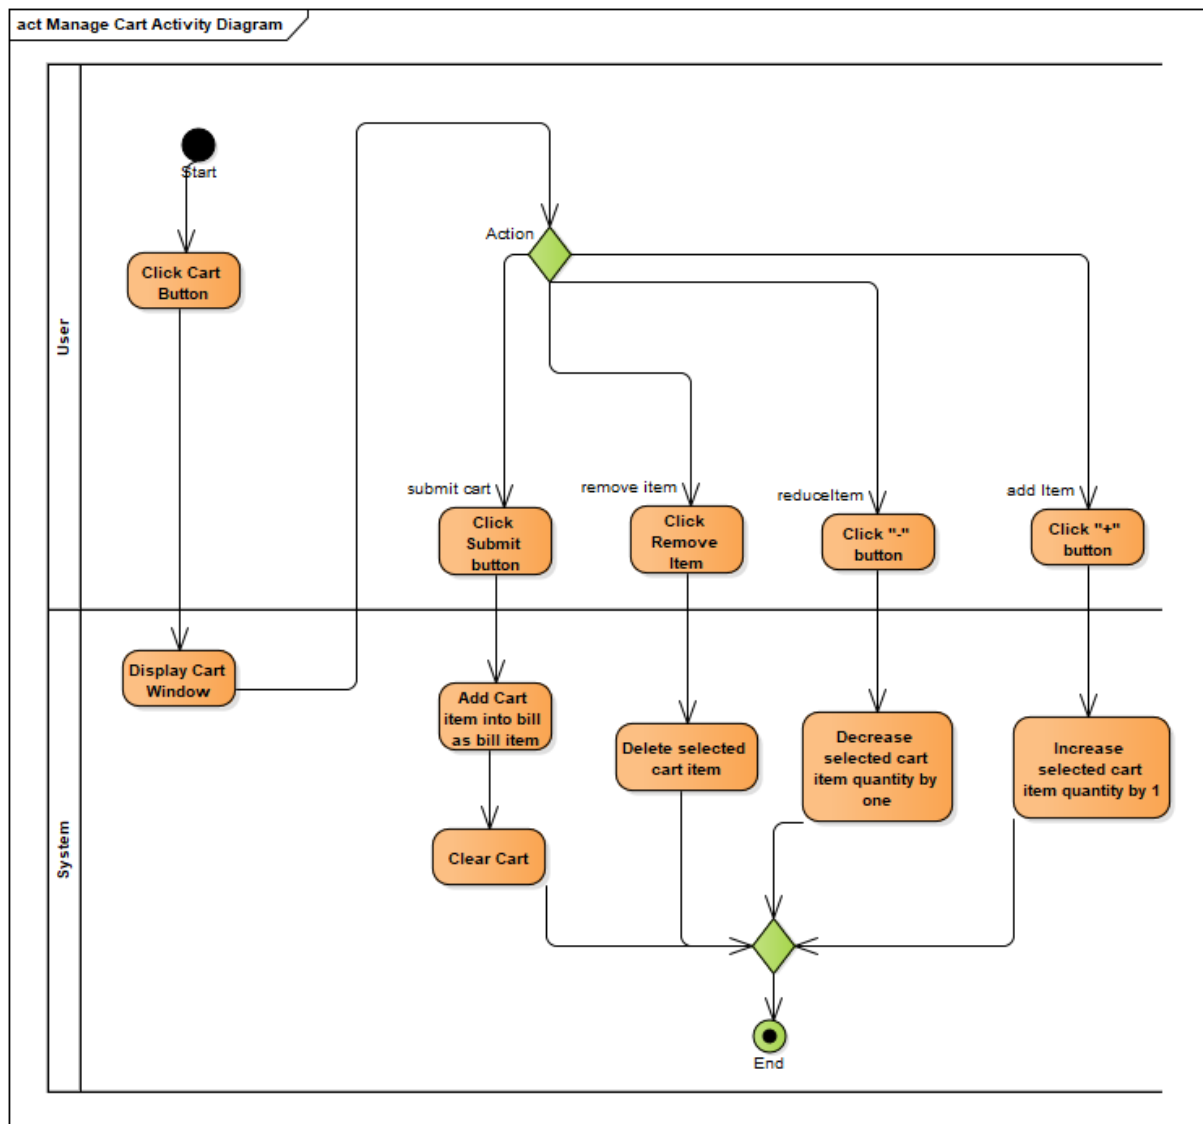 act Manage Cart Activity Diagram
User
Start
Click Cart
Button
Action
submit cart
remove item
reduceItem
add Item
Click
Submit
button
Click
Remove
Item
Click "-"
button
Click "+"
button
System
Display Cart
Window
Add Cart
item into bill
as bill item
Delete selected
cart item
Decrease
selected cart
item quantity by
one
Increase
selected cart
item quantity by 1
Clear Cart
End